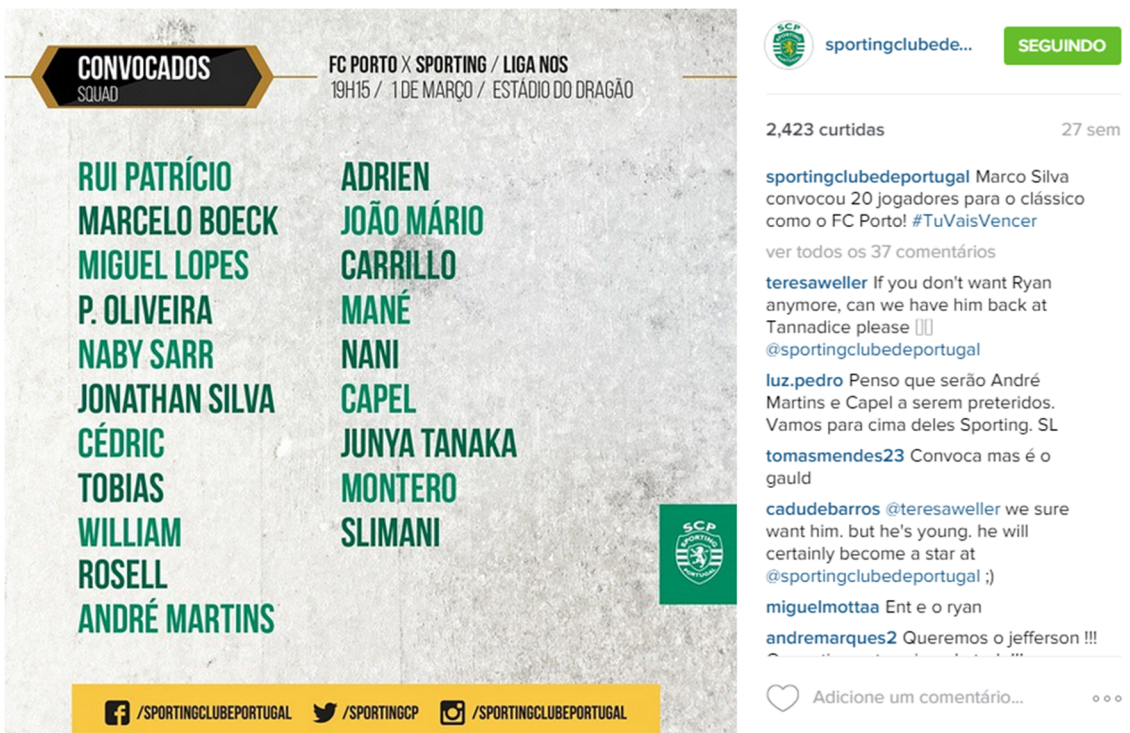 CONVOCADOS
SQUAD
FC PORTO X SPORTING / LIGA NOS
19H15 / 1 DE MARÇO / ESTÁDIO DO DRAGÃO
RUI PATRÍCIO
MARCELO BOECK
MIGUEL LOPES
P. OLIVEIRA
NABY SARR
JONATHAN SILVA
CÉDRIC
TOBIAS
WILLIAM
ROSELL
ANDRÉ MARTINS
ADRIEN
JOÃO MÁRIO
CARRILLO
MANÉ
NANI
CAPEL
JUNYA TANAKA
MONTERO
SLIMANI
SCP
SPORTING
PORTUGAL
/SPORTINGCLUBEPORTUGAL
/SPORTINGCP
/SPORTINGCLUBEPORTUGAL
SCP
sportingclubede...
SEGUINDO
2,423 curtidas
27 sem
sportingclubedeportugal Marco Silva
convocou 20 jogadores para o clássico
como o FC Porto! #TuVaisVencer
ver todos os 37 comentários
teresaweller If you don't want Ryan
anymore, can we have him back at
Tannadice please
@sportingclubedeportugal
luz.pedro Penso que serão André
Martins e Capel a serem preteridos.
Vamos para cima deles Sporting. SL
tomasmendes23 Convoca mas é o
gauld
cadudebarros @teresaweller we sure
want him. but he's young. he will
certainly become a star at
@sportingclubedeportugal ;)
miguelmottaa Ent e o ryan
andremarques2 Queremos o jefferson !!!
Adicione um comentário...